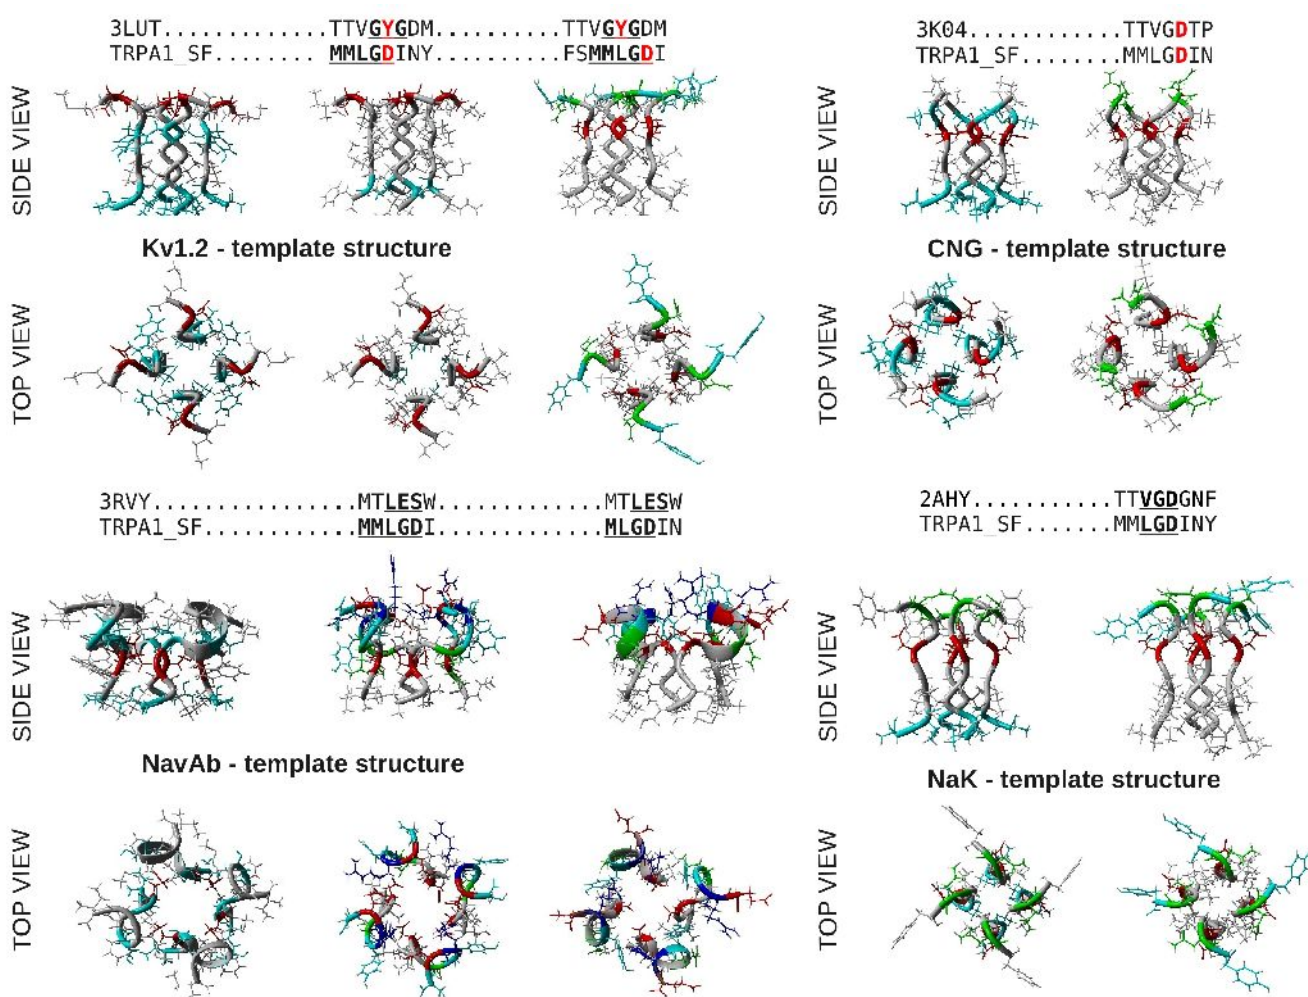 3LUT.............TTVGYGDM..........TTVGYGDM
TRPA1_SF........MMLGDINY.........FSMMLGDI
SIDE VIEW
Kv1.2 - template structure
TOP VIEW
3K04............TTVGDTP
TRPA1_SF.......MMLGDIN
SIDE VIEW
CNG - template structure
TOP VIEW
3RVY...............MTLESW.............MTLESW
TRPA1_SF...........MMLGDI.............MLGDIN
SIDE VIEW
NavAb - template structure
TOP VIEW
2AHY...........TTVGDGNF
TRPA1_SF.......MMLGDINY
SIDE VIEW
NaK - template structure
TOP VIEW